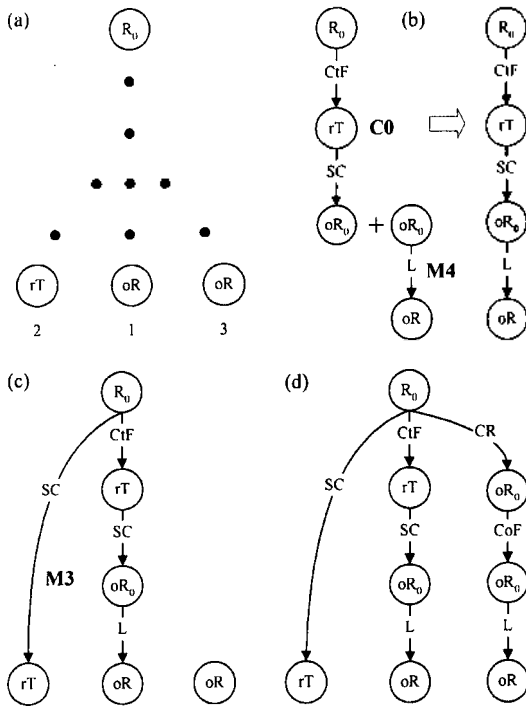 (a)
R₀
rT oR oR
2 1 3
(b)
R₀ R₀
CtF CtF
rT C0 rT
SC SC
oR₀ + oR₀ oR₀
L M4 L
oR oR
(c)
R₀
CtF
SC rT
SC
M3 oR₀
L
rT oR oR
(d)
R₀
CtF CR
SC rT oR₀
SC CoF
oR₀ oR₀
L L
rT oR oR